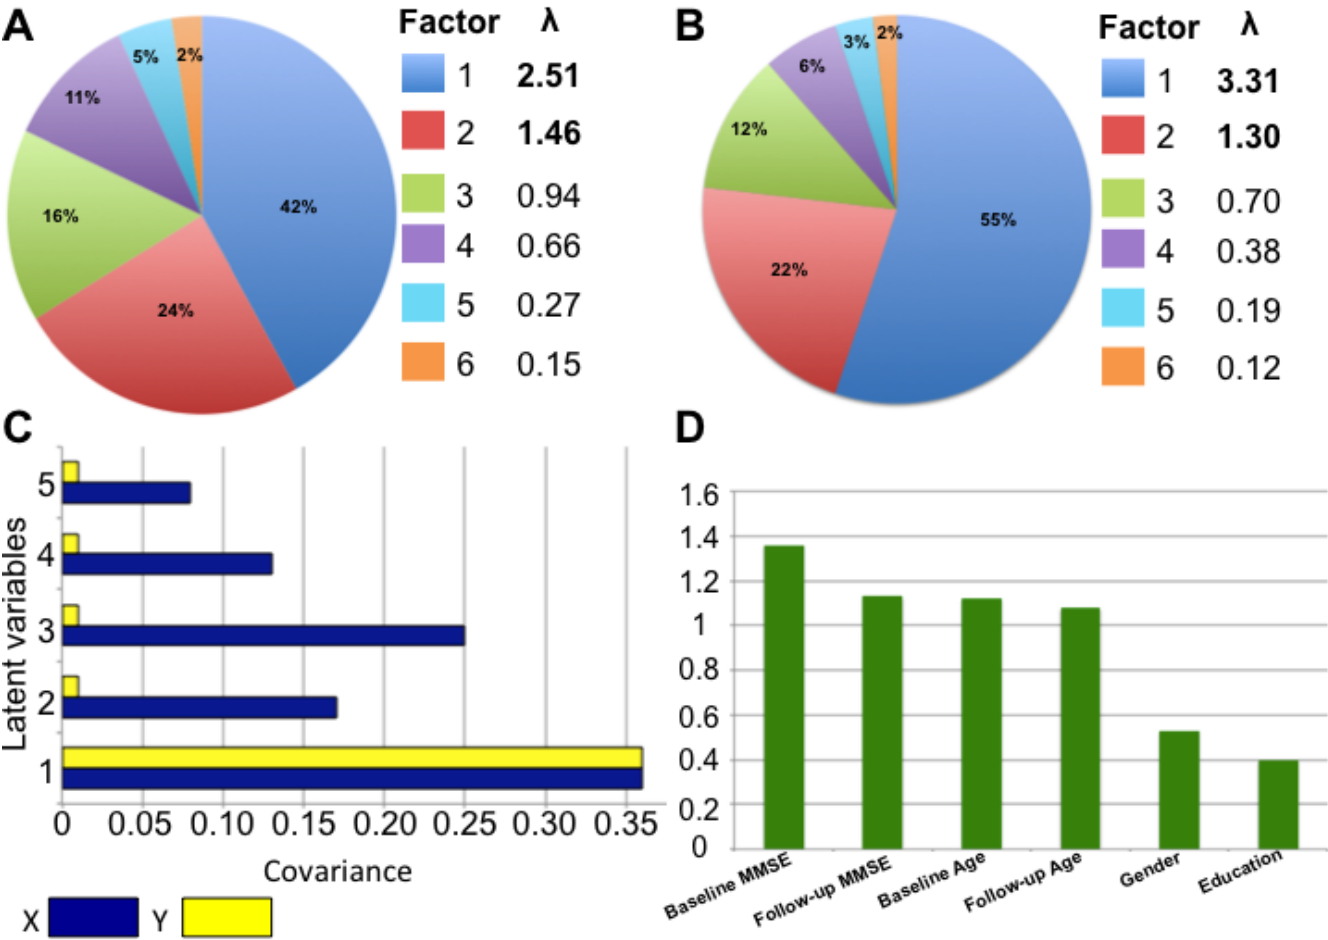 A
Factor λ
1 2.51
2 1.46
3 0.94
4 0.66
5 0.27
6 0.15
42%
24%
16%
11%
5%
2%
B
Factor λ
1 3.31
2 1.30
3 0.70
4 0.38
5 0.19
6 0.12
55%
22%
12%
6%
3%
2%
C
Latent variables
5
4
3
2
1
0 0.05 0.10 0.15 0.20 0.25 0.30 0.35
Covariance
X Y
D
1.6
1.4
1.2
1
0.8
0.6
0.4
0.2
0
Baseline MMSE
Follow-up MMSE
Baseline Age
Follow-up Age
Gender
Education